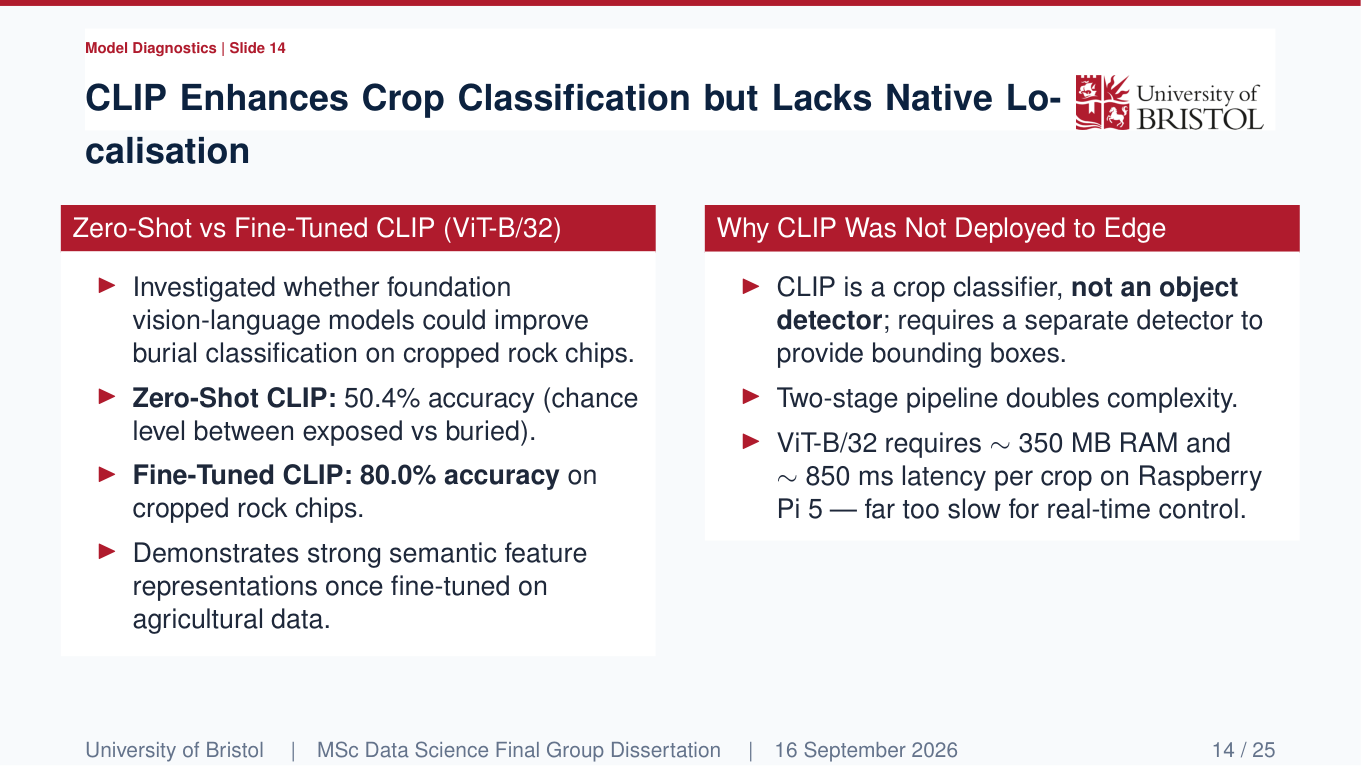 Model Diagnostics | Slide 14
CLIP Enhances Crop Classification but Lacks Native Lo-
calisation
University of
BRISTOL
Zero-Shot vs Fine-Tuned CLIP (ViT-B/32)
▶ Investigated whether foundation
vision-language models could improve
burial classification on cropped rock chips.
▶ Zero-Shot CLIP: 50.4% accuracy (chance
level between exposed vs buried).
▶ Fine-Tuned CLIP: 80.0% accuracy on
cropped rock chips.
▶ Demonstrates strong semantic feature
representations once fine-tuned on
agricultural data.
Why CLIP Was Not Deployed to Edge
▶ CLIP is a crop classifier, not an object
detector; requires a separate detector to
provide bounding boxes.
▶ Two-stage pipeline doubles complexity.
▶ ViT-B/32 requires ∼ 350 MB RAM and
∼ 850 ms latency per crop on Raspberry
Pi 5 — far too slow for real-time control.
University of Bristol | MSc Data Science Final Group Dissertation | 16 September 2026 14 / 25